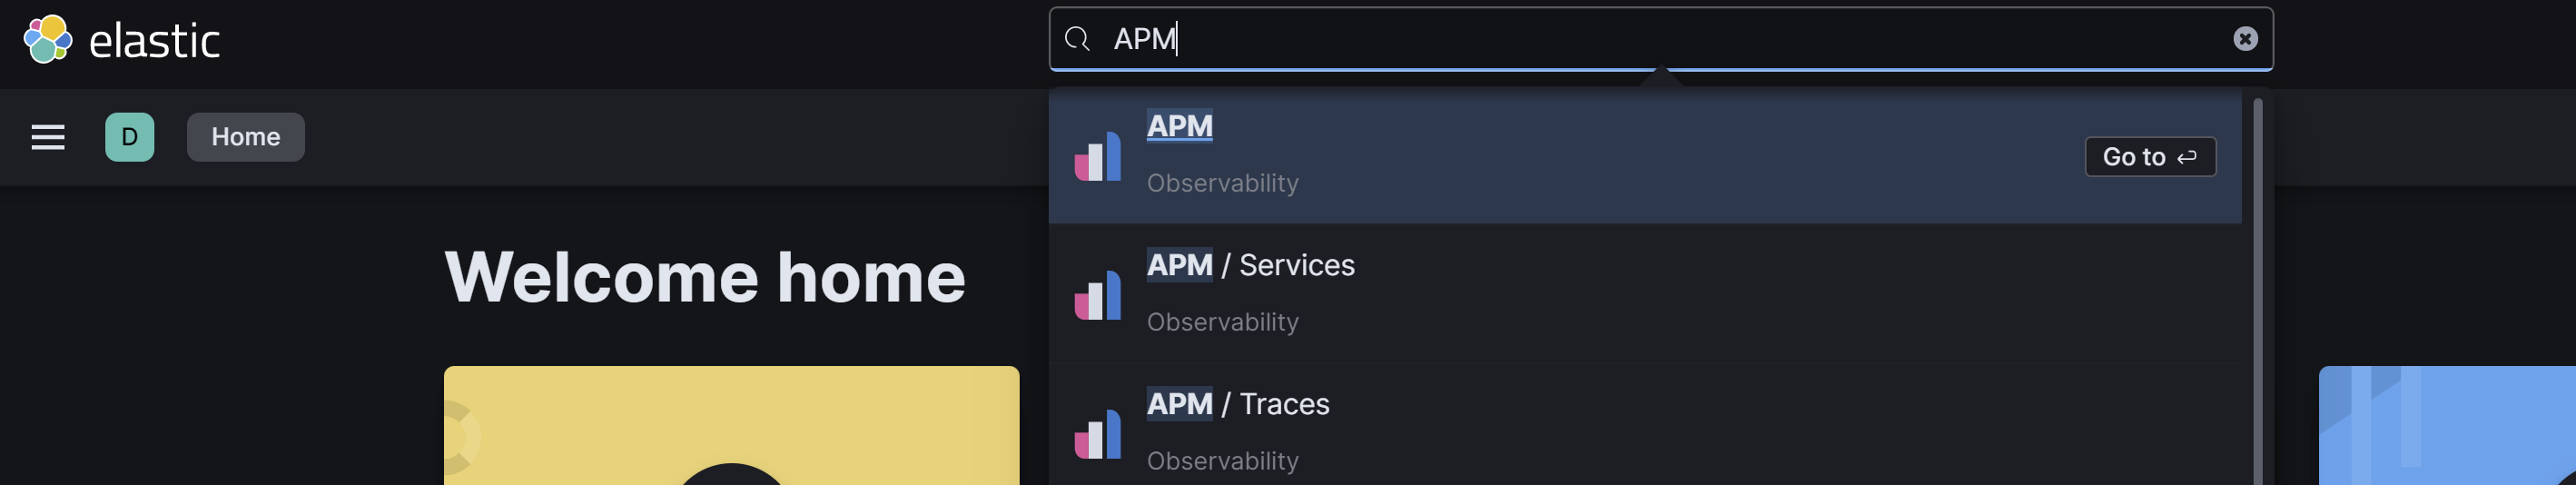 elastic
APM
D
Home
APM
Observability
Go to
Welcome home
APM / Services
Observability
APM / Traces
Observability